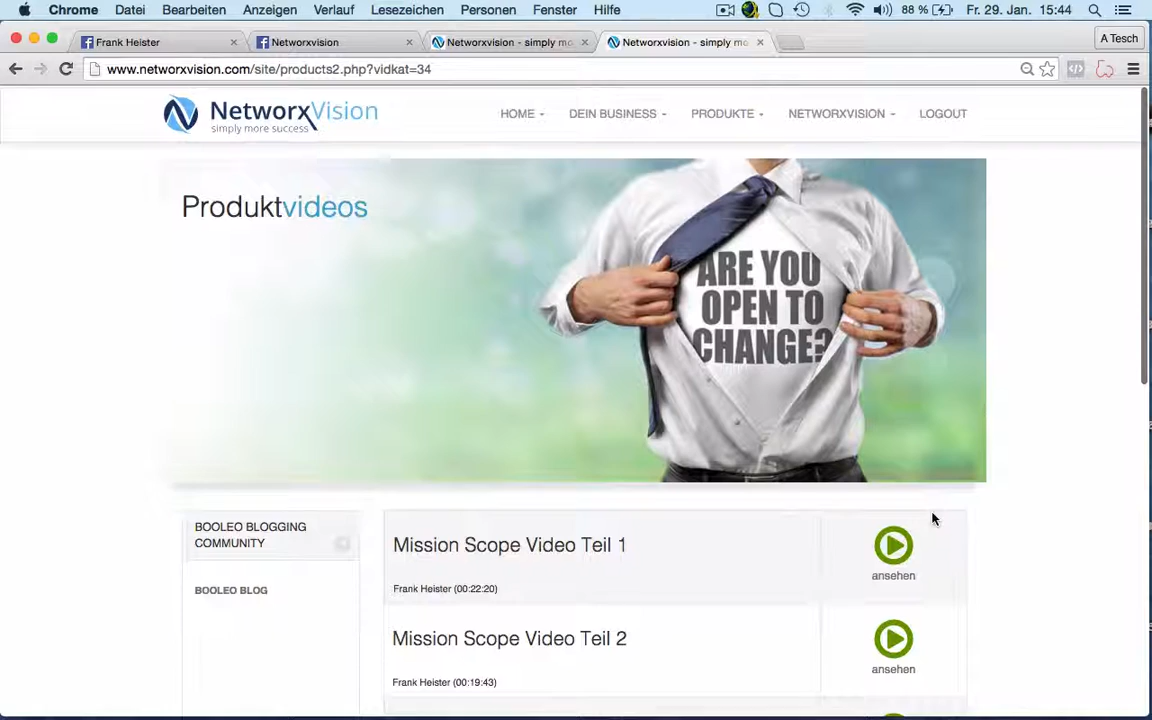 Chrome Datei Bearbeiten Anzeigen Verlauf Lesezeichen Personen Fenster Hilfe 88 % Fr. 29. Jan. 15:44
Frank Heister Networxvision Networxvision - simply mo Networxvision - simply mo A Tesch
www.networxvision.com/site/products2.php?vidkat=34
NetworxVision
simply more success
HOME DEIN BUSINESS PRODUKTE NETWORXVISION LOGOUT
Produktvideos
ARE YOU
OPEN TO
CHANGE?
BOOLEO BLOGGING
COMMUNITY
BOOLEO BLOG
Mission Scope Video Teil 1
ansehen
Frank Heister (00:22:20)
Mission Scope Video Teil 2
ansehen
Frank Heister (00:19:43)